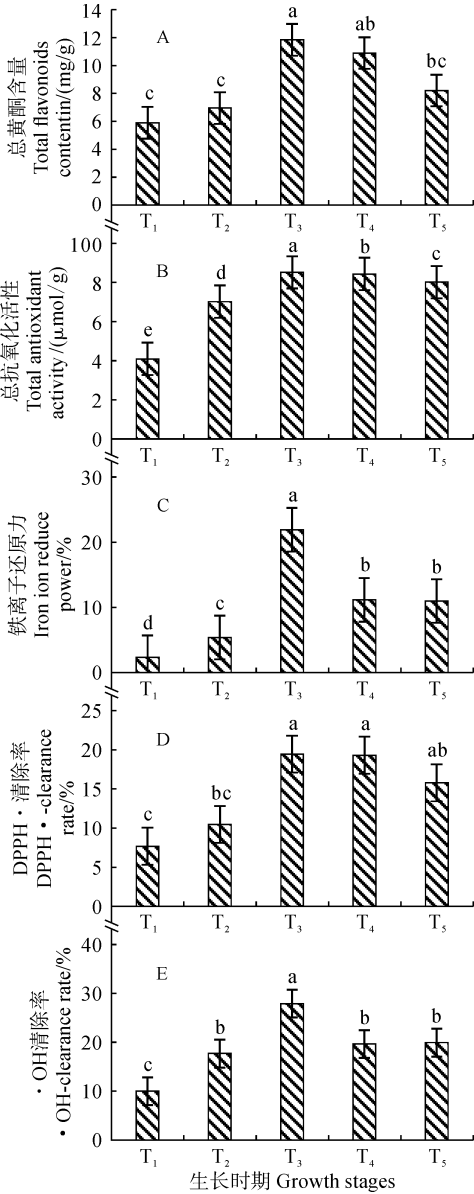 总黄酮含量
Total flavonoids
contentin/(mg/g)
14
12
10
8
6
4
2
0
A
c
c
a
ab
bc
T₁ T₂ T₃ T₄ T₅
总抗氧化活性
Total antioxidant
activity/(μmol/g)
100
8
6
4
2
0
B
e
d
a
b
c
T₁ T₂ T₃ T₄ T₅
铁离子还原力
Iron ion reduce
power/%
30
20
10
0
C
d
c
a
b
b
T₁ T₂ T₃ T₄ T₅
DPPH·清除率
DPPH·-clearance
rate/%
25
20
15
10
5
0
D
c
bc
a
a
ab
T₁ T₂ T₃ T₄ T₅
·OH清除率
•OH-clearance rate/%
40
30
20
10
0
E
c
b
a
b
b
T₁ T₂ T₃ T₄ T₅
生长时期 Growth stages